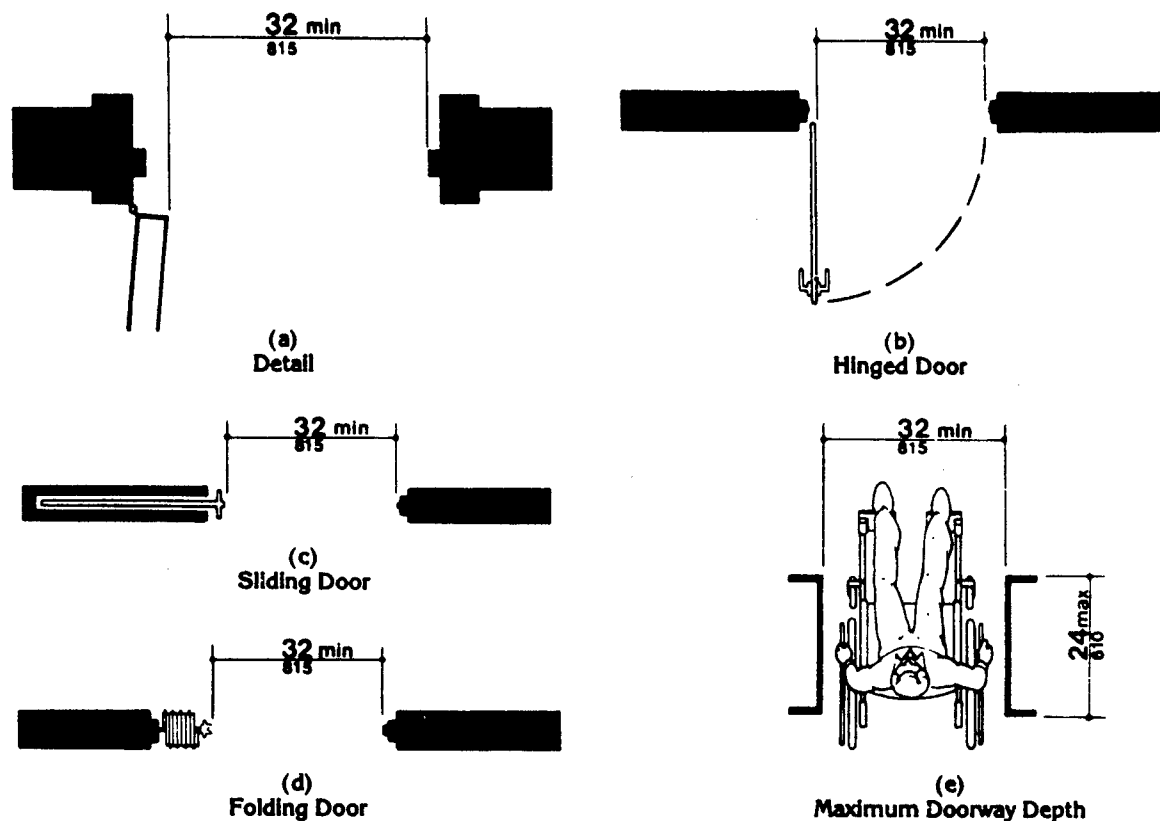 32 min
815
(a)
Detail
32 min
815
(b)
Hinged Door
32 min
815
(c)
Sliding Door
32 min
815
(d)
Folding Door
32 min
815
24 max
610
(e)
Maximum Doorway Depth